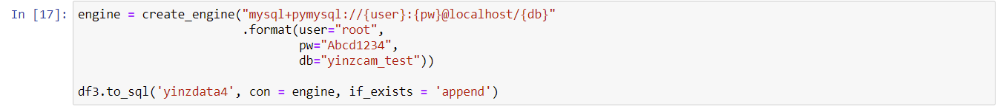 In [17]: engine = create_engine("mysql+pymysql://{user}:{pw}@localhost/{db}"
.format(user="root",
pw="Abcd1234",
db="yinzcam_test"))
df3.to_sql('yinzdata4', con = engine, if_exists = 'append')